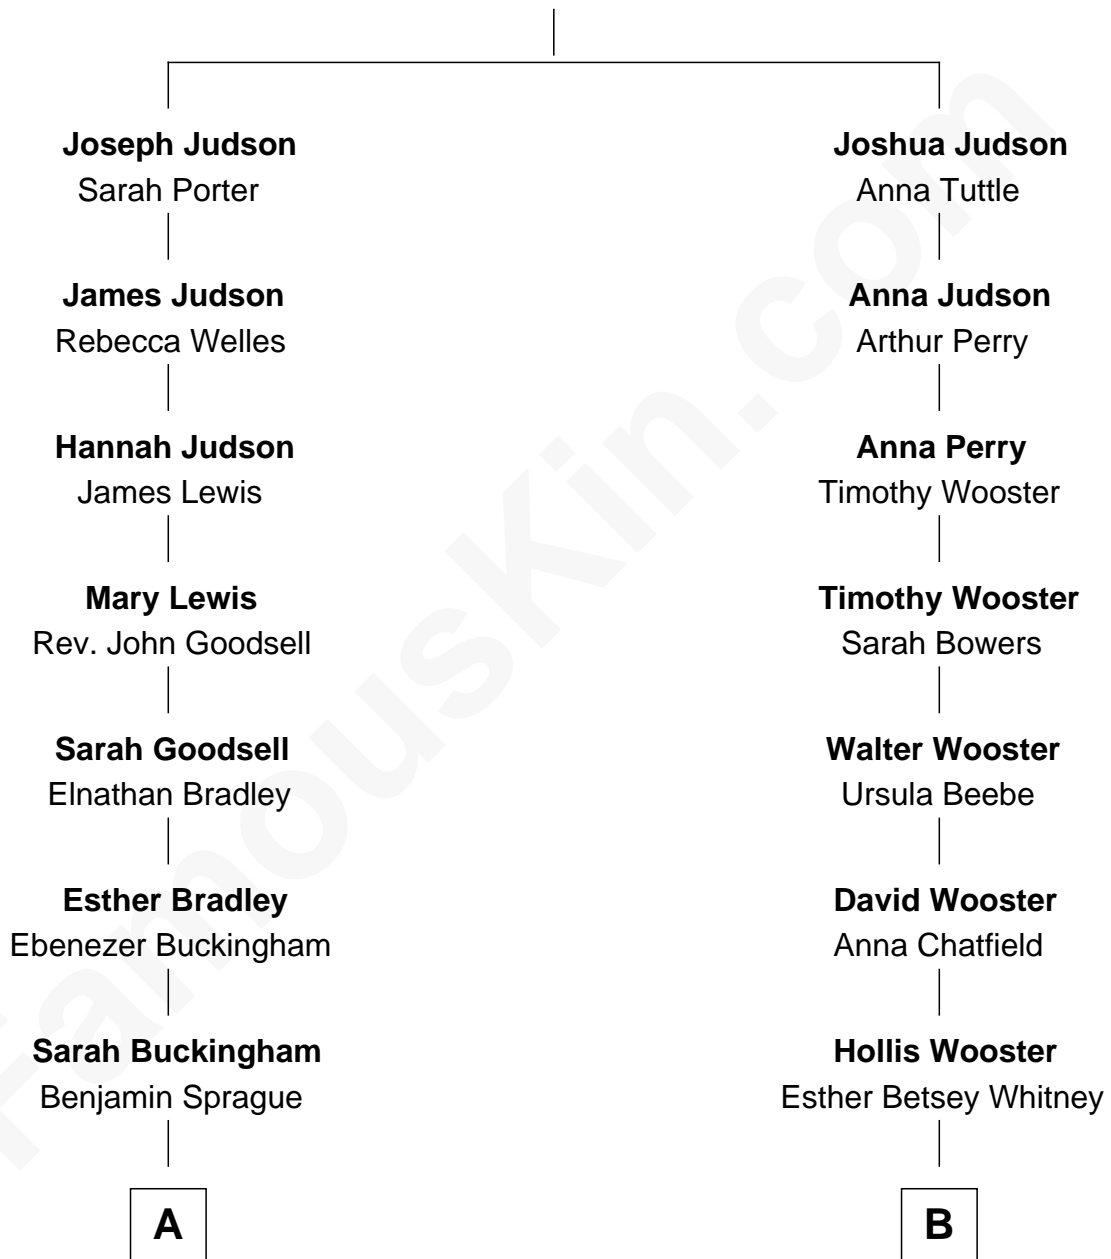 Joseph Judson
Sarah Porter
James Judson
Rebecca Welles
Hannah Judson
James Lewis
Mary Lewis
Rev. John Goodsell
Sarah Goodsell
Elnathan Bradley
Esther Bradley
Ebenezer Buckingham
Sarah Buckingham
Benjamin Sprague
A
Joshua Judson
Anna Tuttle
Anna Judson
Arthur Perry
Anna Perry
Timothy Wooster
Timothy Wooster
Sarah Bowers
Walter Wooster
Ursula Beebe
David Wooster
Anna Chatfield
Hollis Wooster
Esther Betsey Whitney
B
FamousKin.com